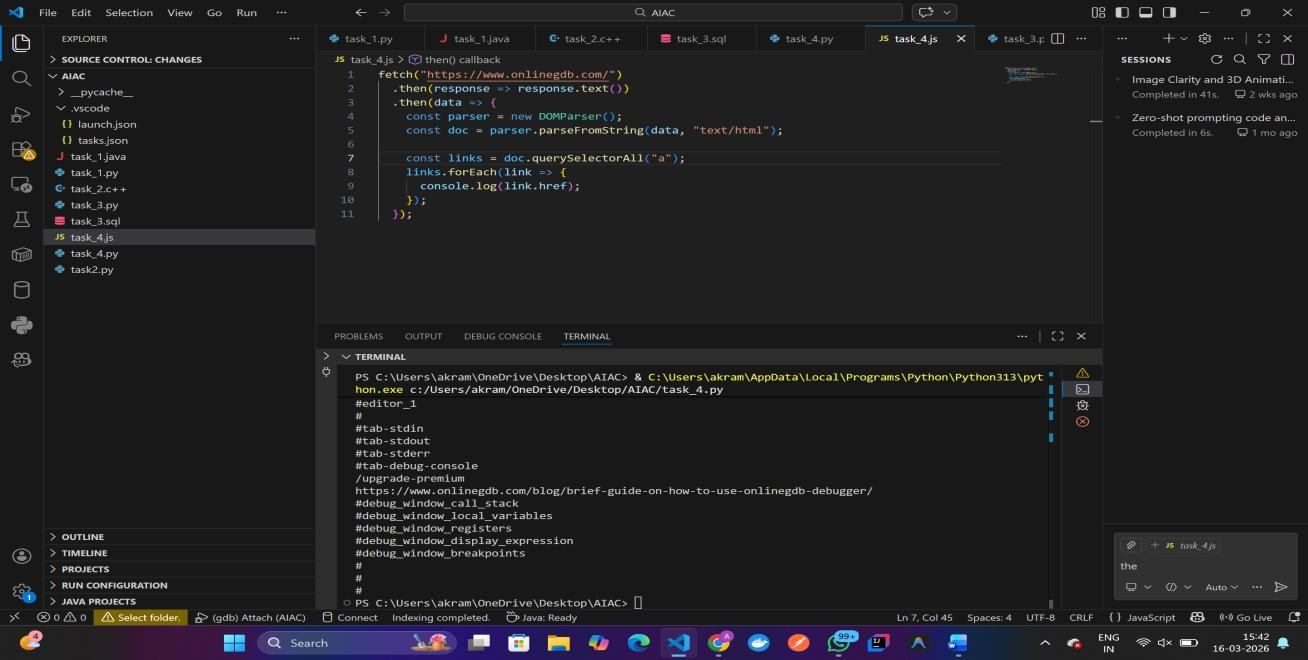 File Edit Selection View Go Run ··· AIAC
EXPLORER ···
SOURCE CONTROL: CHANGES
AIAC
__pycache__
.vscode
{} launch.json
{} tasks.json
J task_1.java
task_1.py
task_2.c++
task_3.py
task_3.sql
JS task_4.js
task_4.py
task2.py
OUTLINE
TIMELINE
PROJECTS
RUN CONFIGURATION
JAVA PROJECTS
task_1.py J task_1.java task_2.c++ task_3.sql task_4.py JS task_4.js task_3.p ···
JS task_4.js > then() callback
1 fetch("https://www.onlinegdb.com/")
2 .then(response => response.text())
3 .then(data => {
4 const parser = new DOMParser();
5 const doc = parser.parseFromString(data, "text/html");
6
7 const links = doc.querySelectorAll("a");
8 links.forEach(link => {
9 console.log(link.href);
10 });
11 });
PROBLEMS OUTPUT DEBUG CONSOLE TERMINAL ···
TERMINAL
PS C:\Users\akram\OneDrive\Desktop\AIAC> & C:\Users\akram\AppData\Local\Programs\Python\Python313\pyt
hon.exe c:/Users/akram/OneDrive/Desktop/AIAC/task_4.py
#editor_1
#
#tab-stdin
#tab-stdout
#tab-stderr
#tab-debug-console
/upgrade-premium
https://www.onlinegdb.com/blog/brief-guide-on-how-to-use-onlinegdb-debugger/
#debug_window_call_stack
#debug_window_local_variables
#debug_window_registers
#debug_window_display_expression
#debug_window_breakpoints
#
#
#
PS C:\Users\akram\OneDrive\Desktop\AIAC>
SESSIONS
Image Clarity and 3D Animati...
Completed in 41s. 2 wks ago
Zero-shot prompting code an...
Completed in 6s. 1 mo ago
+ JS task_4.js
the
Auto ···
0 0 Select folder. (gdb) Attach (AIAC) Connect Indexing completed. Java: Ready Ln 7, Col 45 Spaces: 4 UTF-8 CRLF {} JavaScript Go Live
4 Search 99+ ENG 15:42
IN 16-03-2026